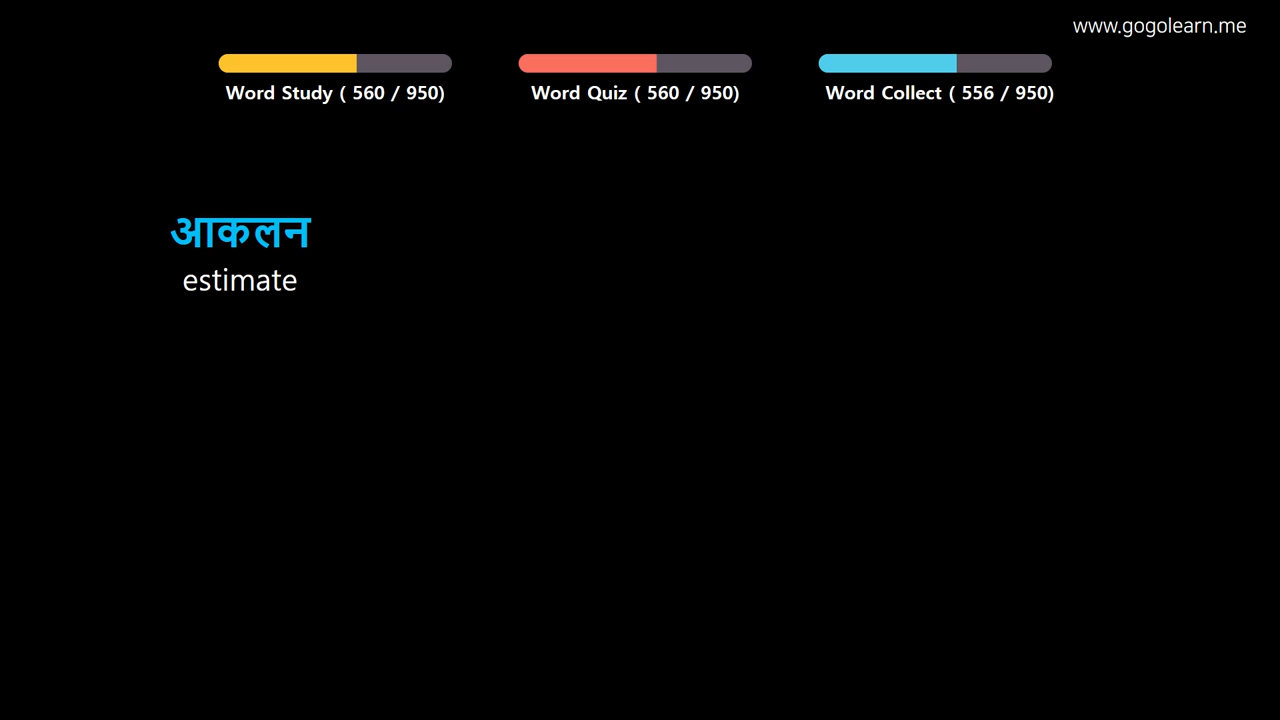 www.gogolearn.me
Word Study ( 560 / 950)
Word Quiz ( 560 / 950)
Word Collect ( 556 / 950)
आकलन
estimate